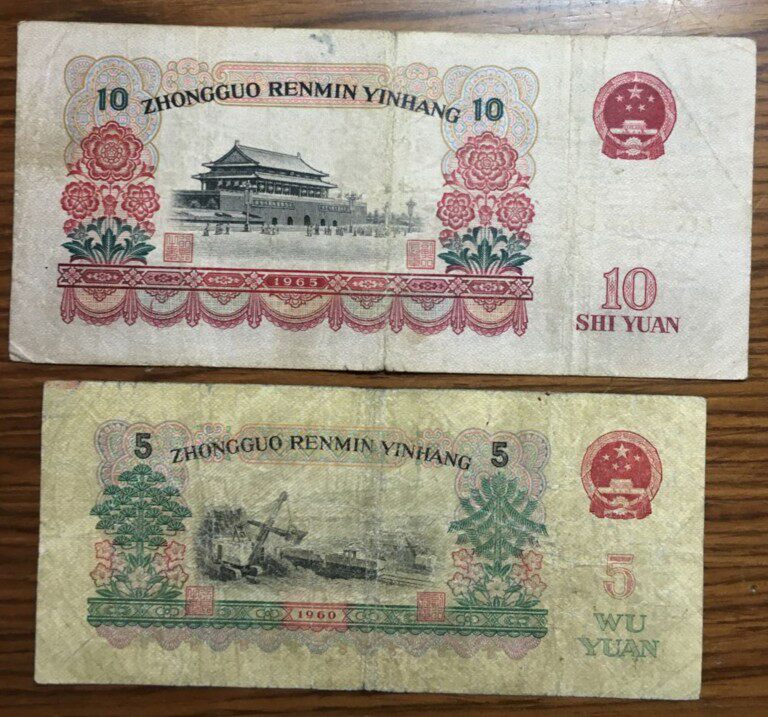 10 ZHONGGUO RENMIN YINHANG 10
1965
10
SHI YUAN
5 ZHONGGUO RENMIN YINHANG 5
1960
5
WU
YUAN